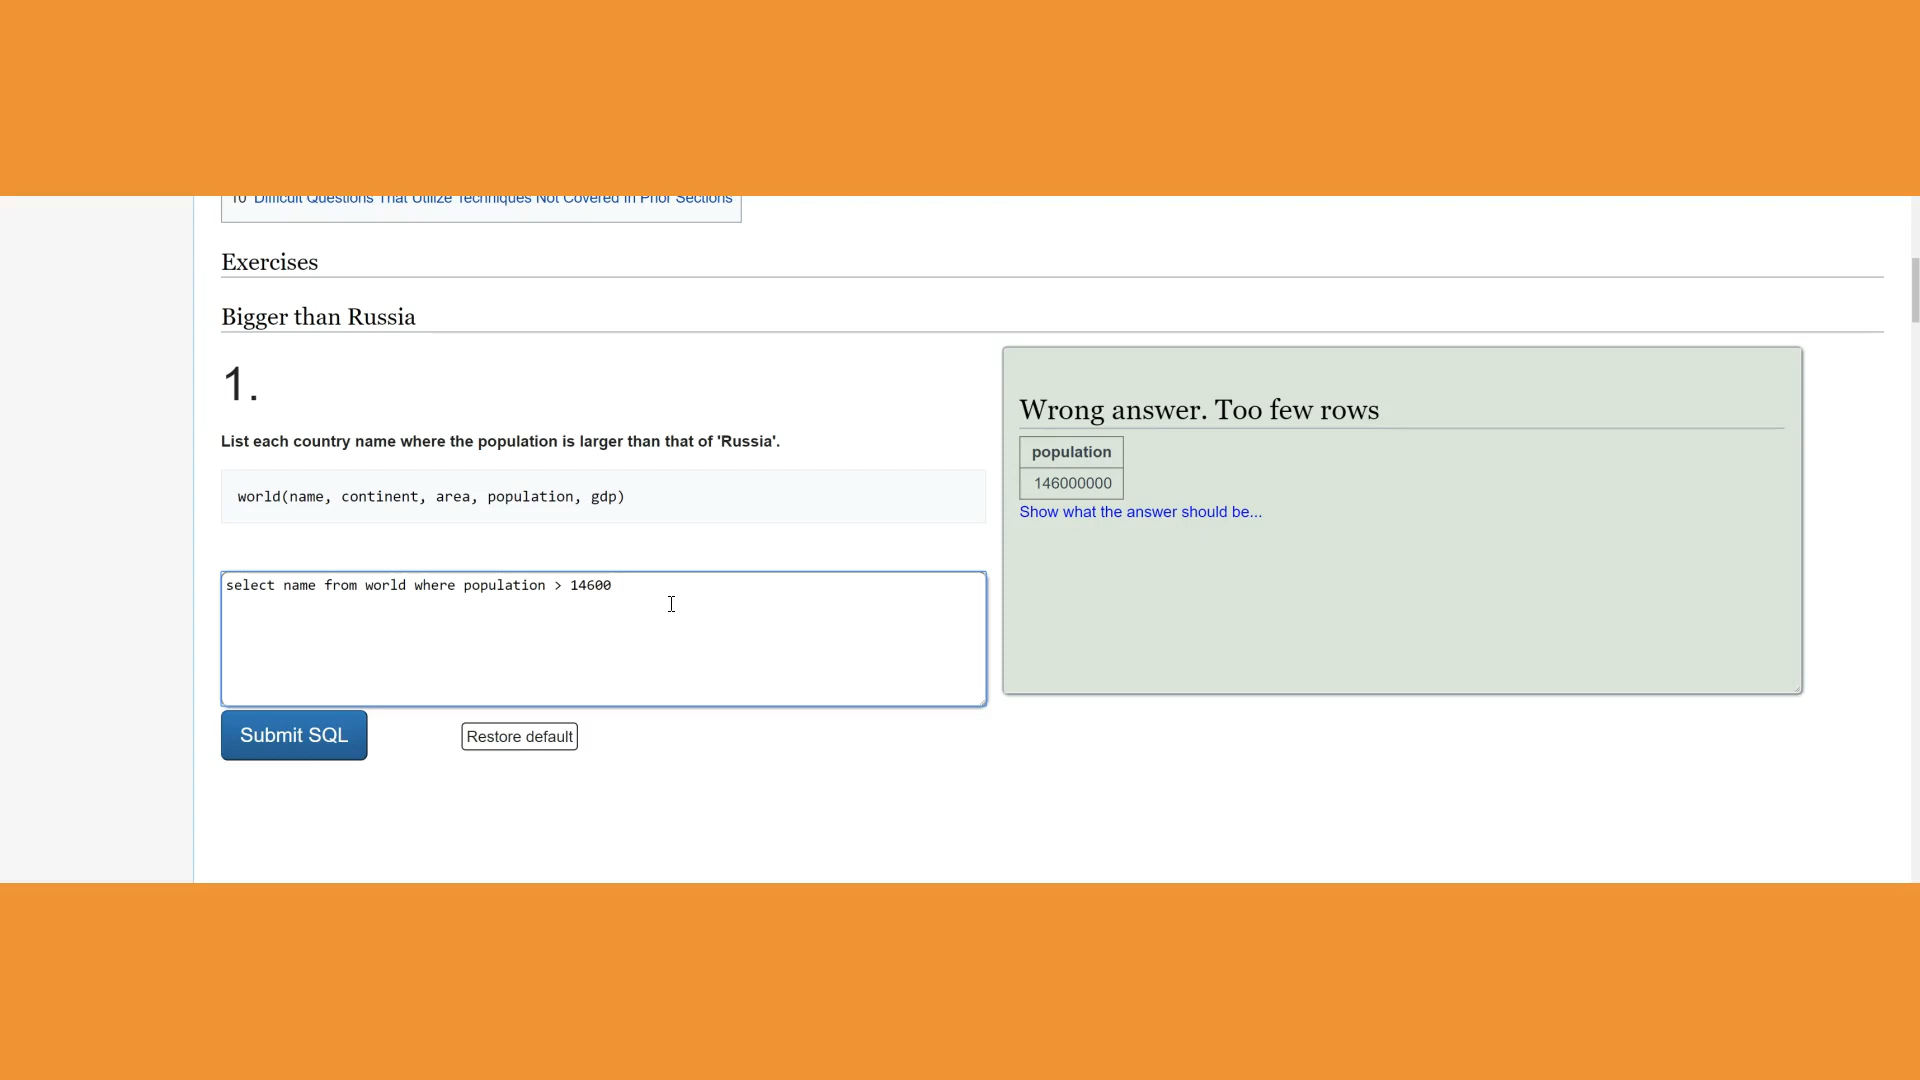 10 Difficult Questions That Utilize Techniques Not Covered In Prior Sections
Exercises
Bigger than Russia
1.
List each country name where the population is larger than that of 'Russia'.
world(name, continent, area, population, gdp)
select name from world where population > 14600
Submit SQL
Restore default
Wrong answer. Too few rows
population
146000000
Show what the answer should be...